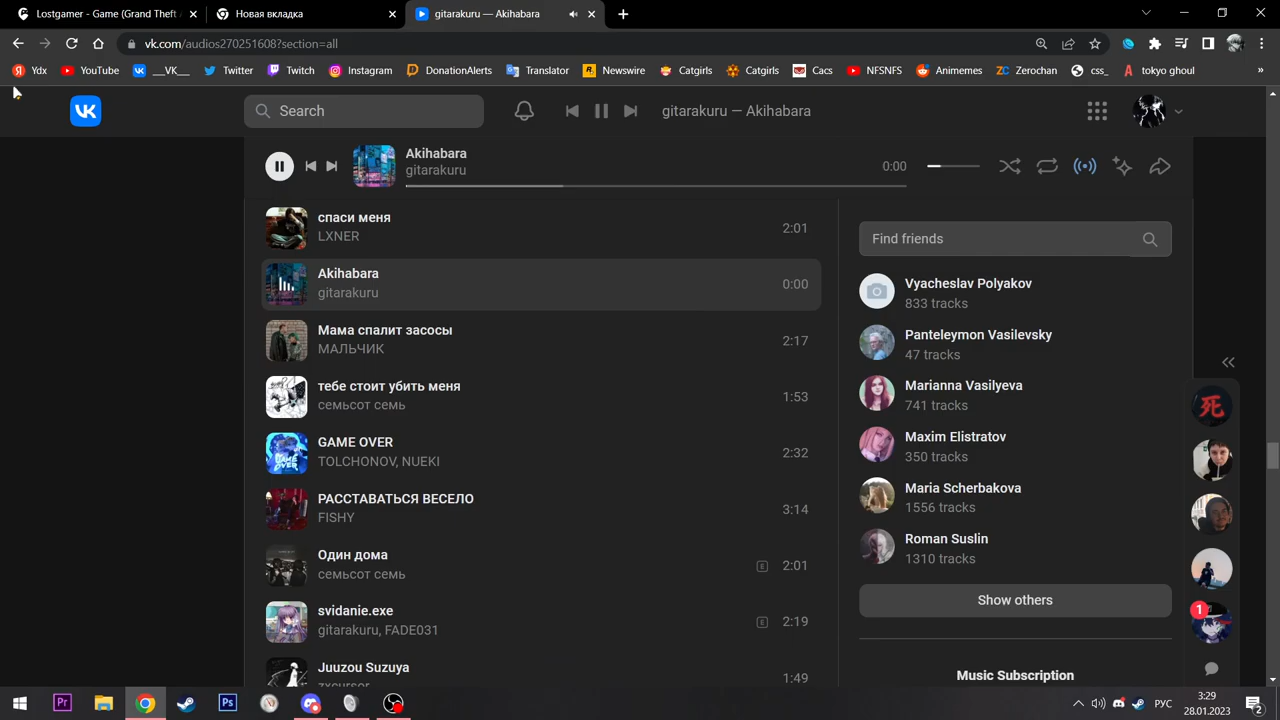 Lostgamer - Game (Grand Theft A
Новая вкладка
gitarakuru — Akihabara
vk.com/audios270251608?section=all
Ydx
YouTube
__VK__
Twitter
Twitch
Instagram
DonationAlerts
Translator
Newswire
Catgirls
Catgirls
Cacs
NFSNFS
Animemes
Zerochan
css_
tokyo ghoul
Search
gitarakuru — Akihabara
Akihabara
gitarakuru
0:00
спаси меня
LXNER
2:01
Akihabara
gitarakuru
0:00
Мама спалит засосы
МАЛЬЧИК
2:17
тебе стоит убить меня
семьсот семь
1:53
GAME OVER
TOLCHONOV, NUEKI
2:32
РАССТАВАТЬСЯ ВЕСЕЛО
FISHY
3:14
Один дома
семьсот семь
E
2:01
svidanie.exe
gitarakuru, FADE031
E
2:19
Juuzou Suzuya
zxcursor
1:49
Find friends
Vyacheslav Polyakov
833 tracks
Panteleymon Vasilevsky
47 tracks
Marianna Vasilyeva
741 tracks
Maxim Elistratov
350 tracks
Maria Scherbakova
1556 tracks
Roman Suslin
1310 tracks
Show others
Music Subscription
死
1
РУС
3:29
28.01.2023
2